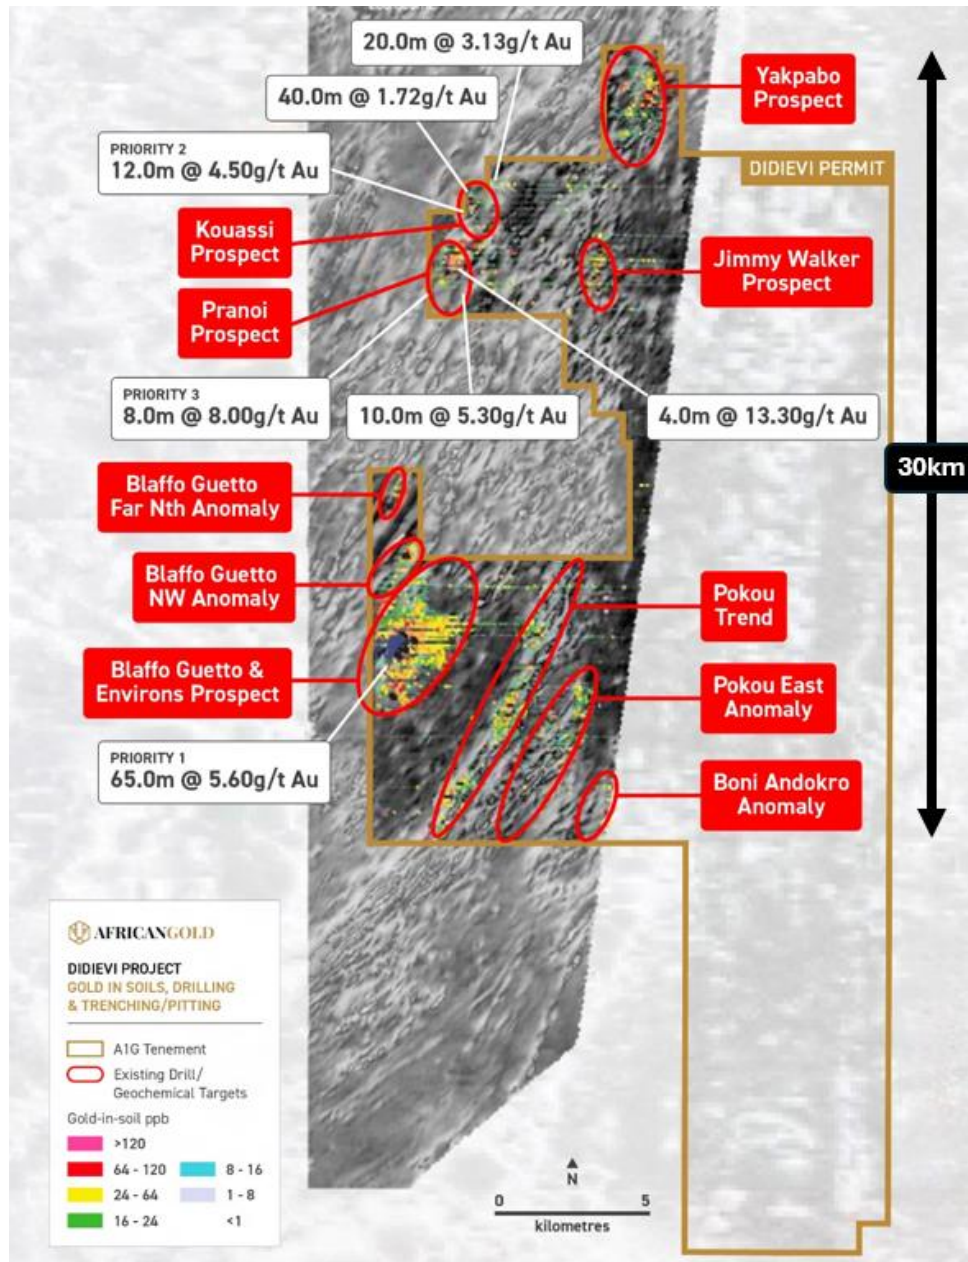 20.0m @ 3.13g/t Au
40.0m @ 1.72g/t Au
PRIORITY 2
12.0m @ 4.50g/t Au
Yakpabo
Prospect
DIDIEVI PERMIT
Kouassi
Prospect
Pranoi
Prospect
Jimmy Walker
Prospect
PRIORITY 3
8.0m @ 8.00g/t Au
10.0m @ 5.30g/t Au
4.0m @ 13.30g/t Au
30km
Blaffo Guetto
Far Nth Anomaly
Blaffo Guetto
NW Anomaly
Blaffo Guetto &
Environs Prospect
PRIORITY 1
65.0m @ 5.60g/t Au
Pokou
Trend
Pokou East
Anomaly
Boni Andokro
Anomaly
AFRICANGOLD
DIDIEVI PROJECT
GOLD IN SOILS, DRILLING
& TRENCHING/PITTING
A1G Tenement
Existing Drill/
Geochemical Targets
Gold-in-soil ppb
>120
64 - 120
8 - 16
24 - 64
1 - 8
16 - 24
<1
N
0 5
kilometres